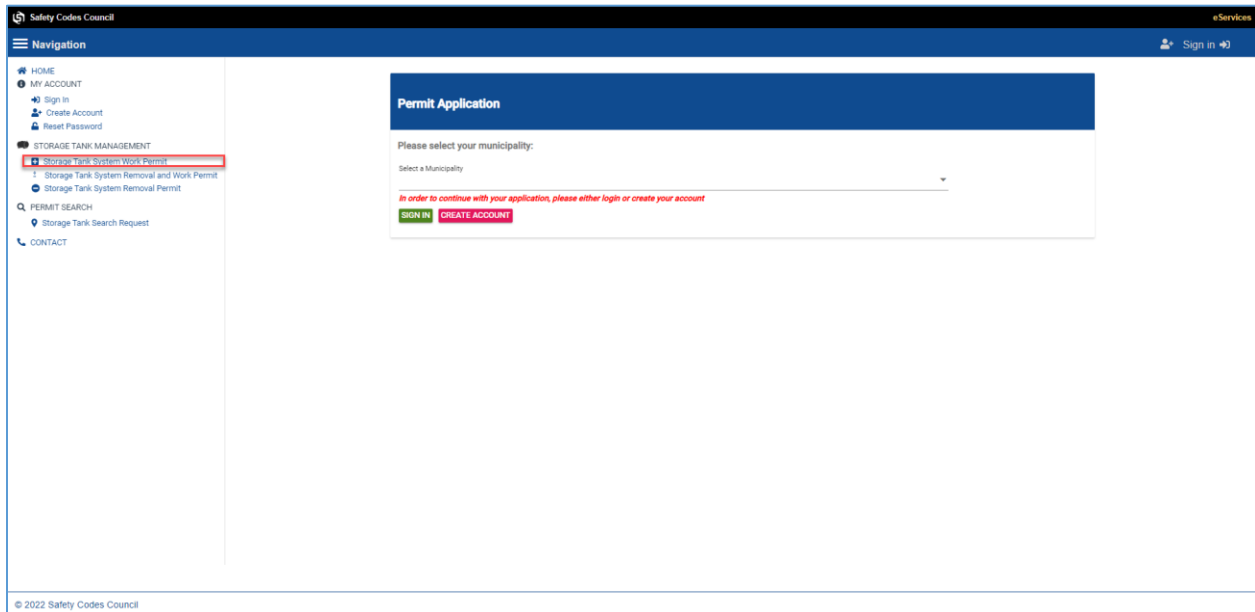 Safety Codes Council
eServices
Navigation
Sign in
HOME
MY ACCOUNT
Sign In
Create Account
Reset Password
STORAGE TANK MANAGEMENT
Storage Tank System Work Permit
Storage Tank System Removal and Work Permit
Storage Tank System Removal Permit
PERMIT SEARCH
Storage Tank Search Request
CONTACT
Permit Application
Please select your municipality:
Select a Municipality
In order to continue with your application, please either login or create your account
SIGN IN CREATE ACCOUNT
© 2022 Safety Codes Council